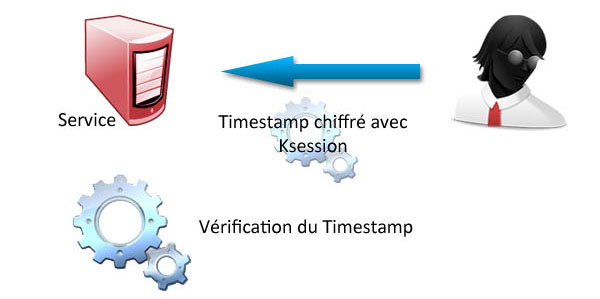 Service
Timestamp chiffré avec
Ksession
Vérification du Timestamp